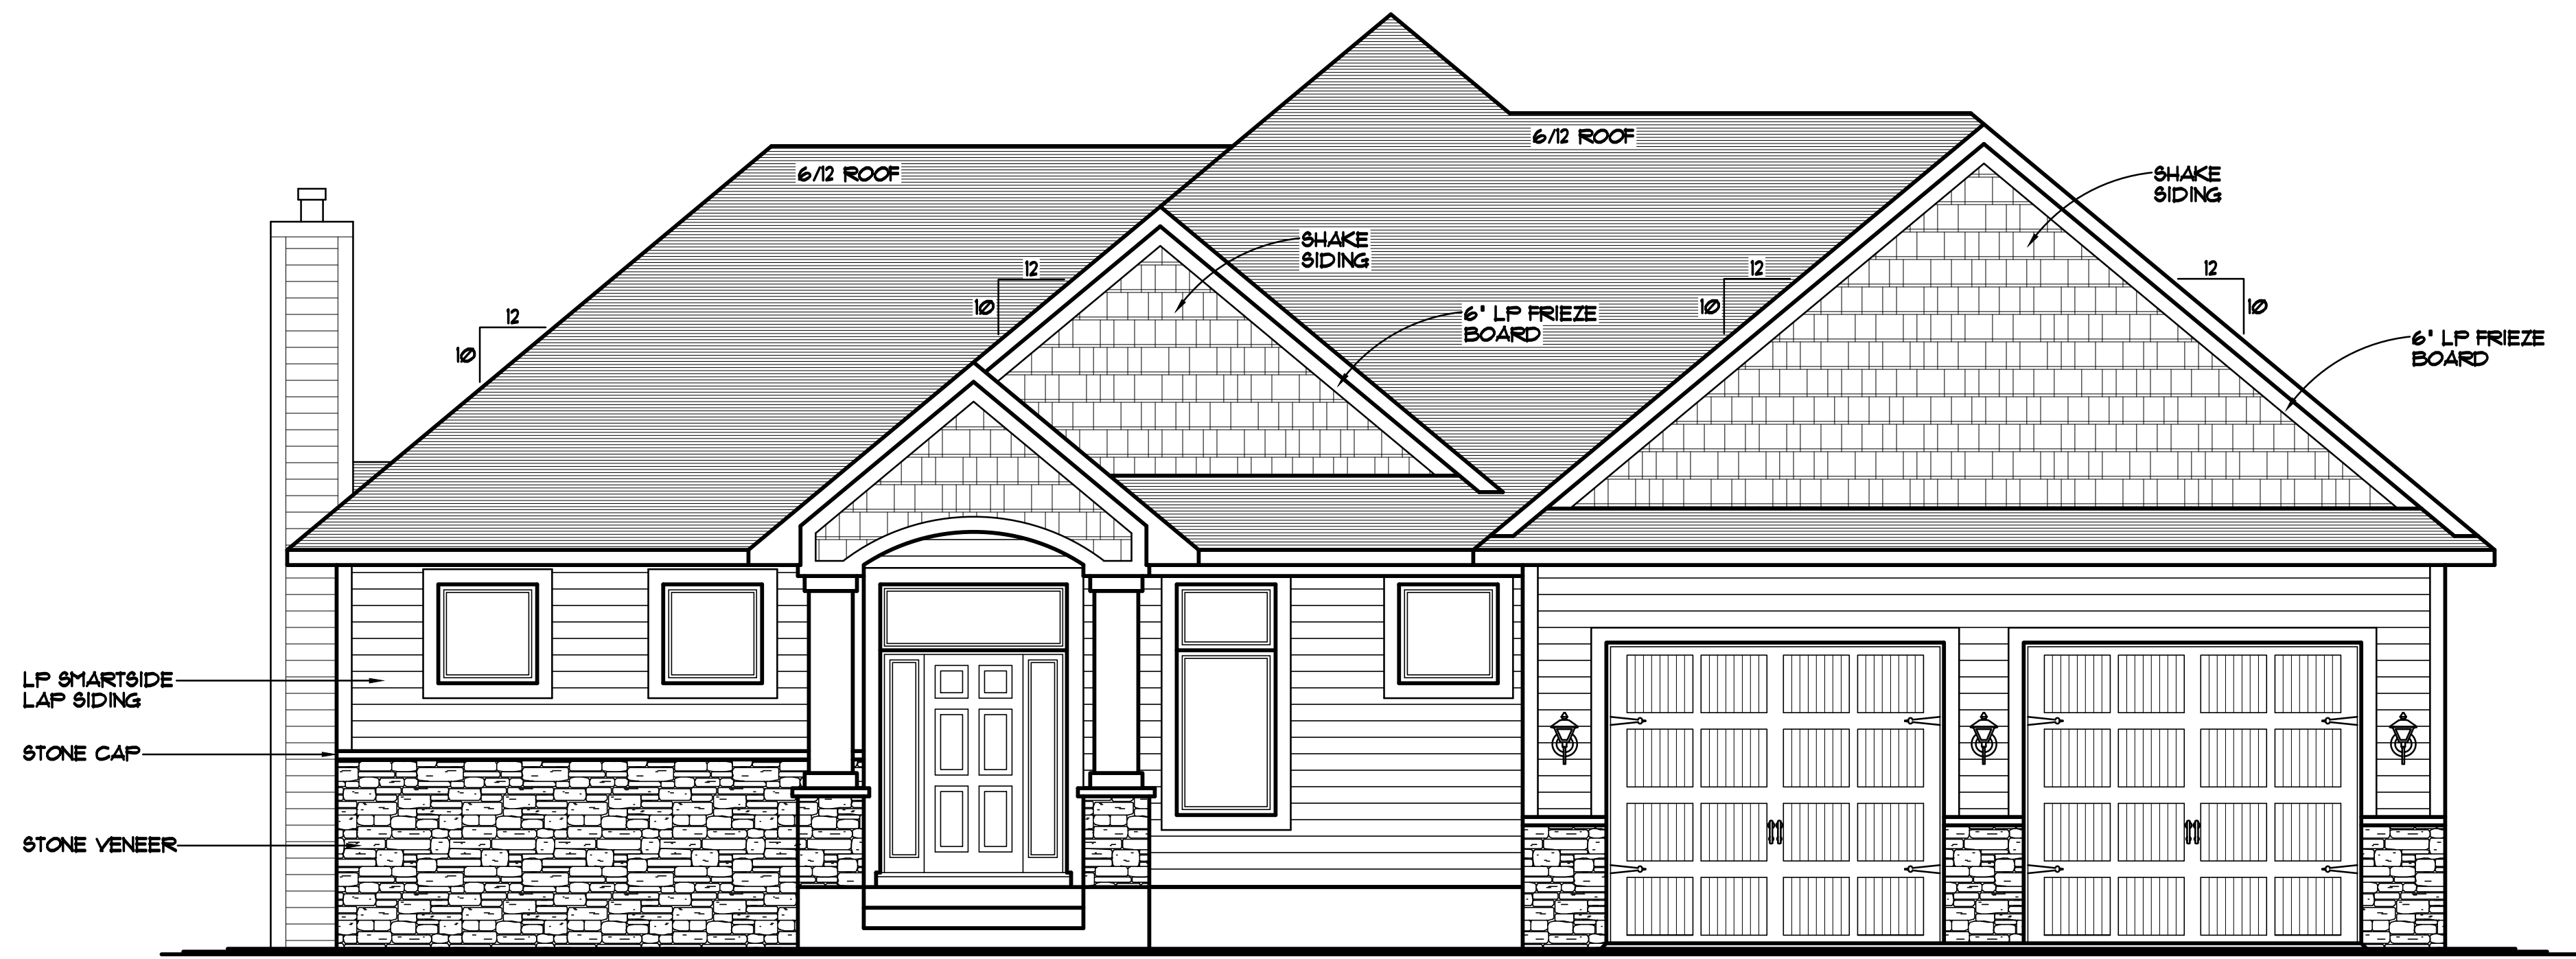 6/12 ROOF
6/12 ROOF
SHAKE
SIDING
SHAKE
SIDING
12
10
12
10
12
10
12
10
6" LP FRIEZE
BOARD
6" LP FRIEZE
BOARD
LP SMARTSIDE
LAP SIDING
STONE CAP
STONE VENEER